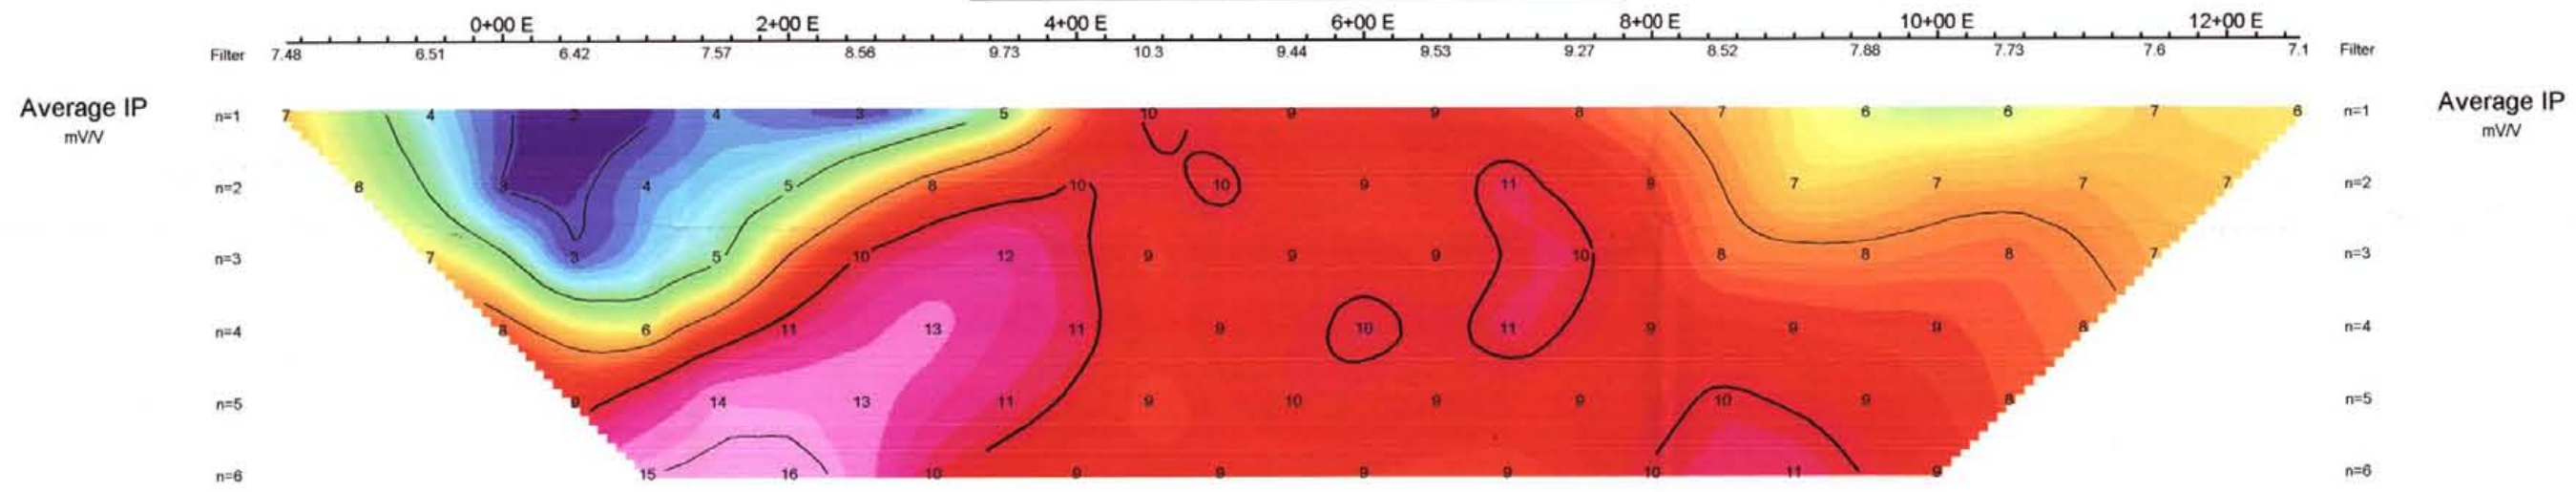 0+00 E 2+00 E 4+00 E 6+00 E 8+00 E 10+00 E 12+00 E
Filter 7.48 6.51 6.42 7.57 8.56 9.73 10.3 9.44 9.53 9.27 8.52 7.88 7.73 7.6 7.1 Filter
Average IP Average IP
mV/V mV/V
n=1 7 4 2 4 3 5 10 9 9 8 7 6 6 7 6 n=1
n=2 6 3 4 5 8 10 10 9 11 9 7 7 7 7 n=2
n=3 7 3 5 10 12 9 9 9 10 8 8 8 7 n=3
n=4 8 6 11 13 11 9 10 11 9 9 9 8 n=4
n=5 9 14 13 11 9 10 9 9 10 9 8 n=5
n=6 15 16 10 9 9 9 9 10 11 9 n=6